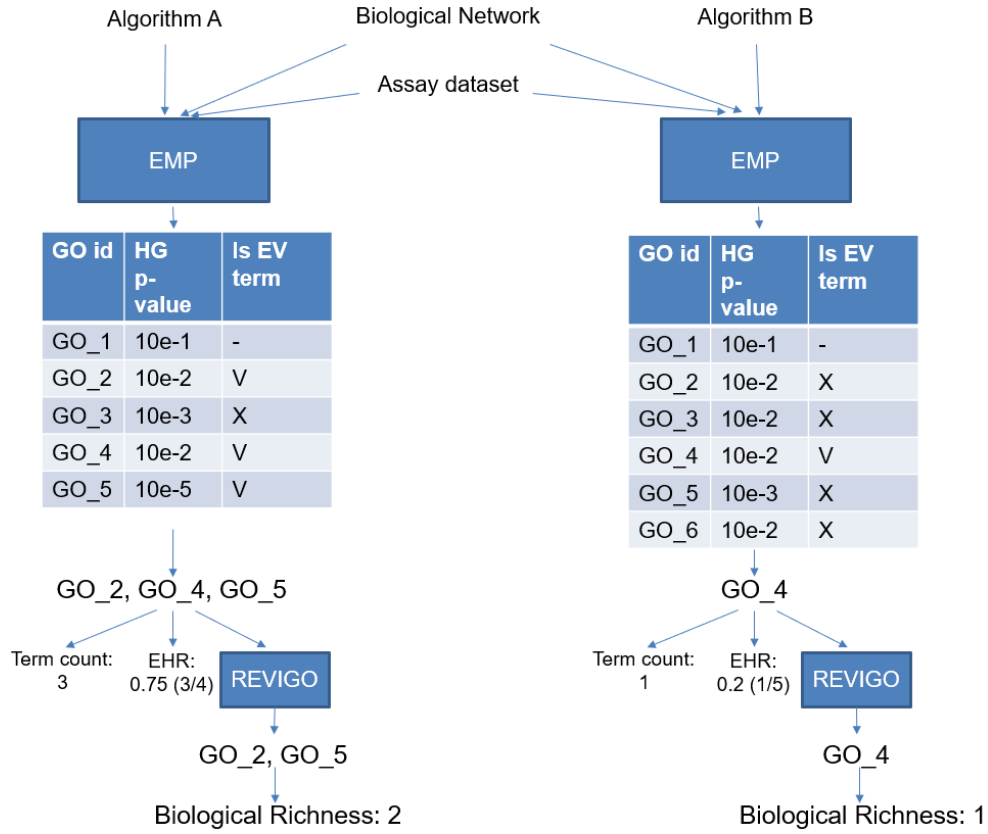 Algorithm A
Biological Network
Algorithm B
Assay dataset
EMP
EMP
GO id HG p-value Is EV term
GO_1 10e-1 -
GO_2 10e-2 V
GO_3 10e-3 X
GO_4 10e-2 V
GO_5 10e-5 V
GO id HG p-value Is EV term
GO_1 10e-1 -
GO_2 10e-2 X
GO_3 10e-2 X
GO_4 10e-2 V
GO_5 10e-3 X
GO_6 10e-2 X
GO_2, GO_4, GO_5
Term count:
3
EHR:
0.75 (3/4)
REVIGO
GO_2, GO_5
Biological Richness: 2
GO_4
Term count:
1
EHR:
0.2 (1/5)
REVIGO
GO_4
Biological Richness: 1